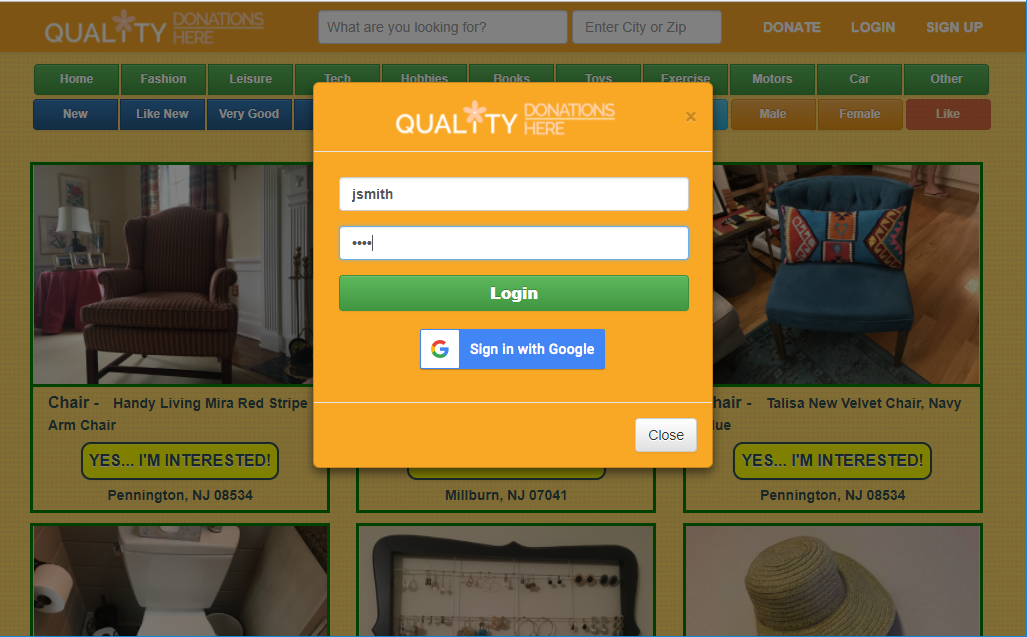 QUALITY DONATIONS HERE
What are you looking for?
Enter City or Zip
DONATE LOGIN SIGN UP
Home Fashion Leisure Tech Hobbies Books Toys Exercise Motors Car Other
New Like New Very Good Male Female Like
QUALITY DONATIONS HERE
×
jsmith
••••
Login
G Sign in with Google
Close
Chair - Handy Living Mira Red Stripe
Arm Chair
YES... I'M INTERESTED!
Pennington, NJ 08534
Millburn, NJ 07041
hair - Talisa New Velvet Chair, Navy
lue
YES... I'M INTERESTED!
Pennington, NJ 08534